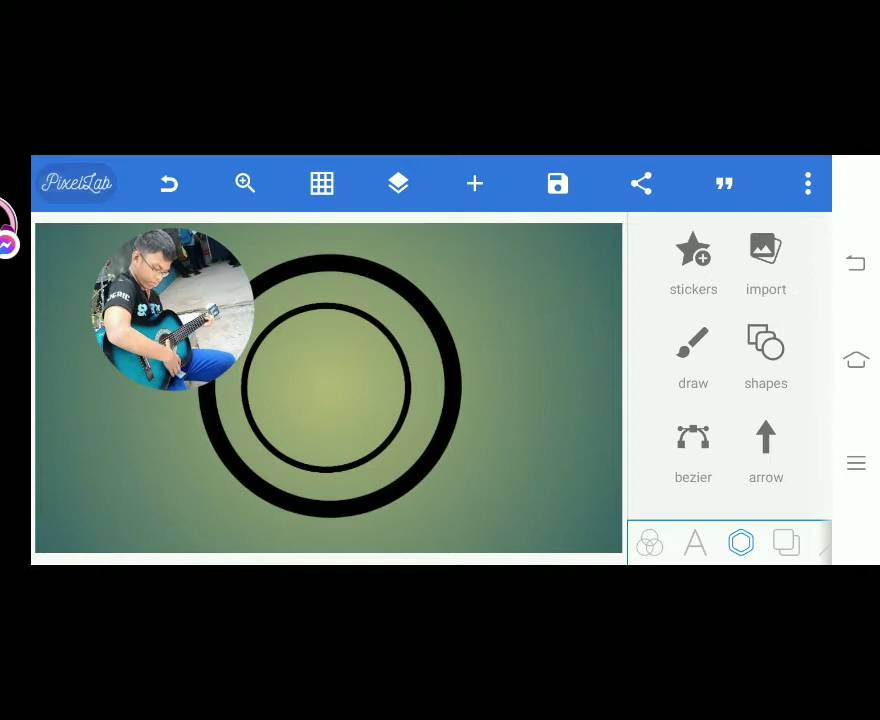 PixelLab
stickers
import
draw
shapes
bezier
arrow